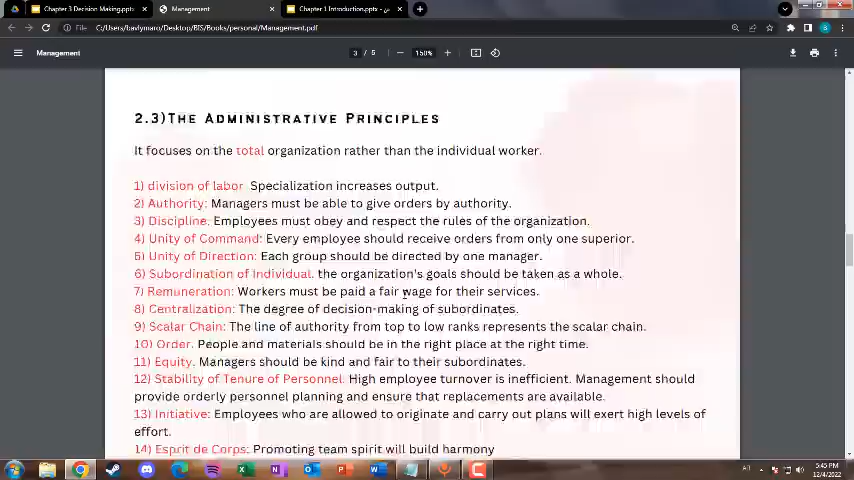 Chapter 3 Decision Making.pptx
Management
Chapter 1 Introduction.pptx -
File
C:/Users/bavlymaro/Desktop/BIS/Books/personal/Management.pdf
Management
3 / 5
150%
2.3)The Administrative Principles
It focuses on the total organization rather than the individual worker.
1) division of labor Specialization increases output.
2) Authority: Managers must be able to give orders by authority.
3) Discipline. Employees must obey and respect the rules of the organization.
4) Unity of Command: Every employee should receive orders from only one superior.
5) Unity of Direction: Each group should be directed by one manager.
6) Subordination of Individual. the organization's goals should be taken as a whole.
7) Remuneration: Workers must be paid a fair wage for their services.
8) Centralization: The degree of decision-making of subordinates.
9) Scalar Chain: The line of authority from top to low ranks represents the scalar chain.
10) Order. People and materials should be in the right place at the right time.
11) Equity. Managers should be kind and fair to their subordinates.
12) Stability of Tenure of Personnel. High employee turnover is inefficient. Management should
provide orderly personnel planning and ensure that replacements are available.
13) Initiative: Employees who are allowed to originate and carry out plans will exert high levels of
effort.
14) Esprit de Corps: Promoting team spirit will build harmony
5:45 PM
12/4/2022